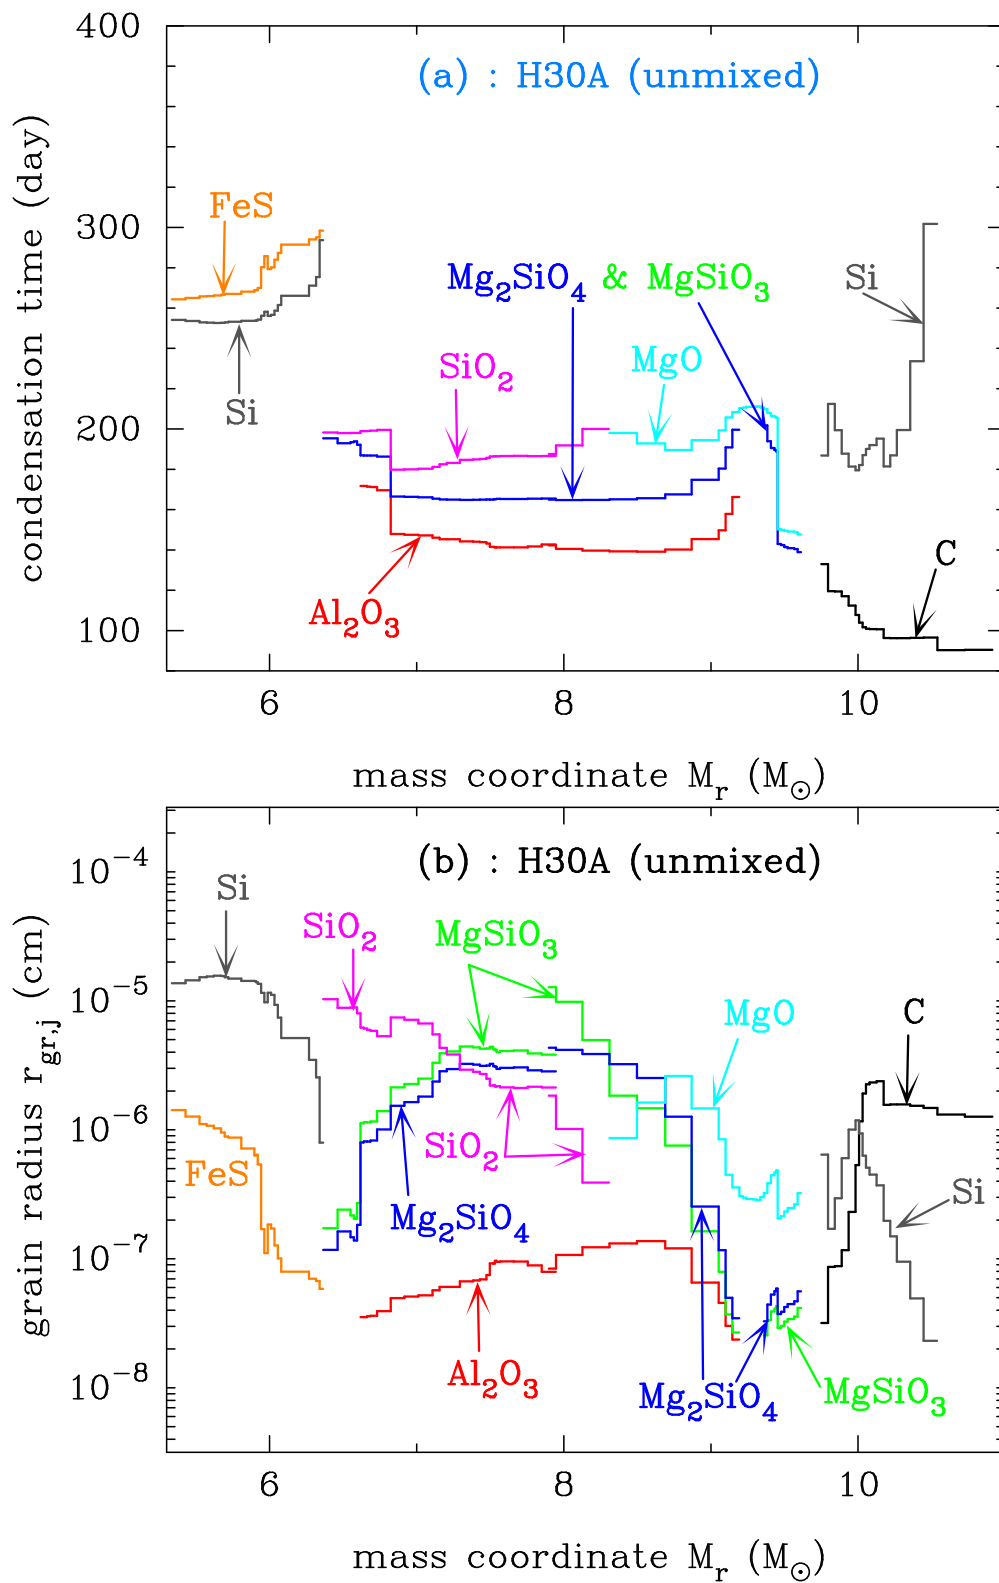 400
(a) : H30A (unmixed)
condensation time (day)
FeS
300
Mg₂SiO₄ & MgSiO₃
Si
SiO₂
MgO
Si
200
C
Al₂O₃
100
6 8 10
mass coordinate Mᵣ (M☉)
10⁻⁴
(b) : H30A (unmixed)
Si
SiO₂
MgSiO₃
grain radius r_gr,j (cm)
10⁻⁵
MgO
C
10⁻⁶
SiO₂
FeS
Si
Mg₂SiO₄
10⁻⁷
Al₂O₃
10⁻⁸
Mg₂SiO₄
MgSiO₃
6 8 10
mass coordinate Mᵣ (M☉)